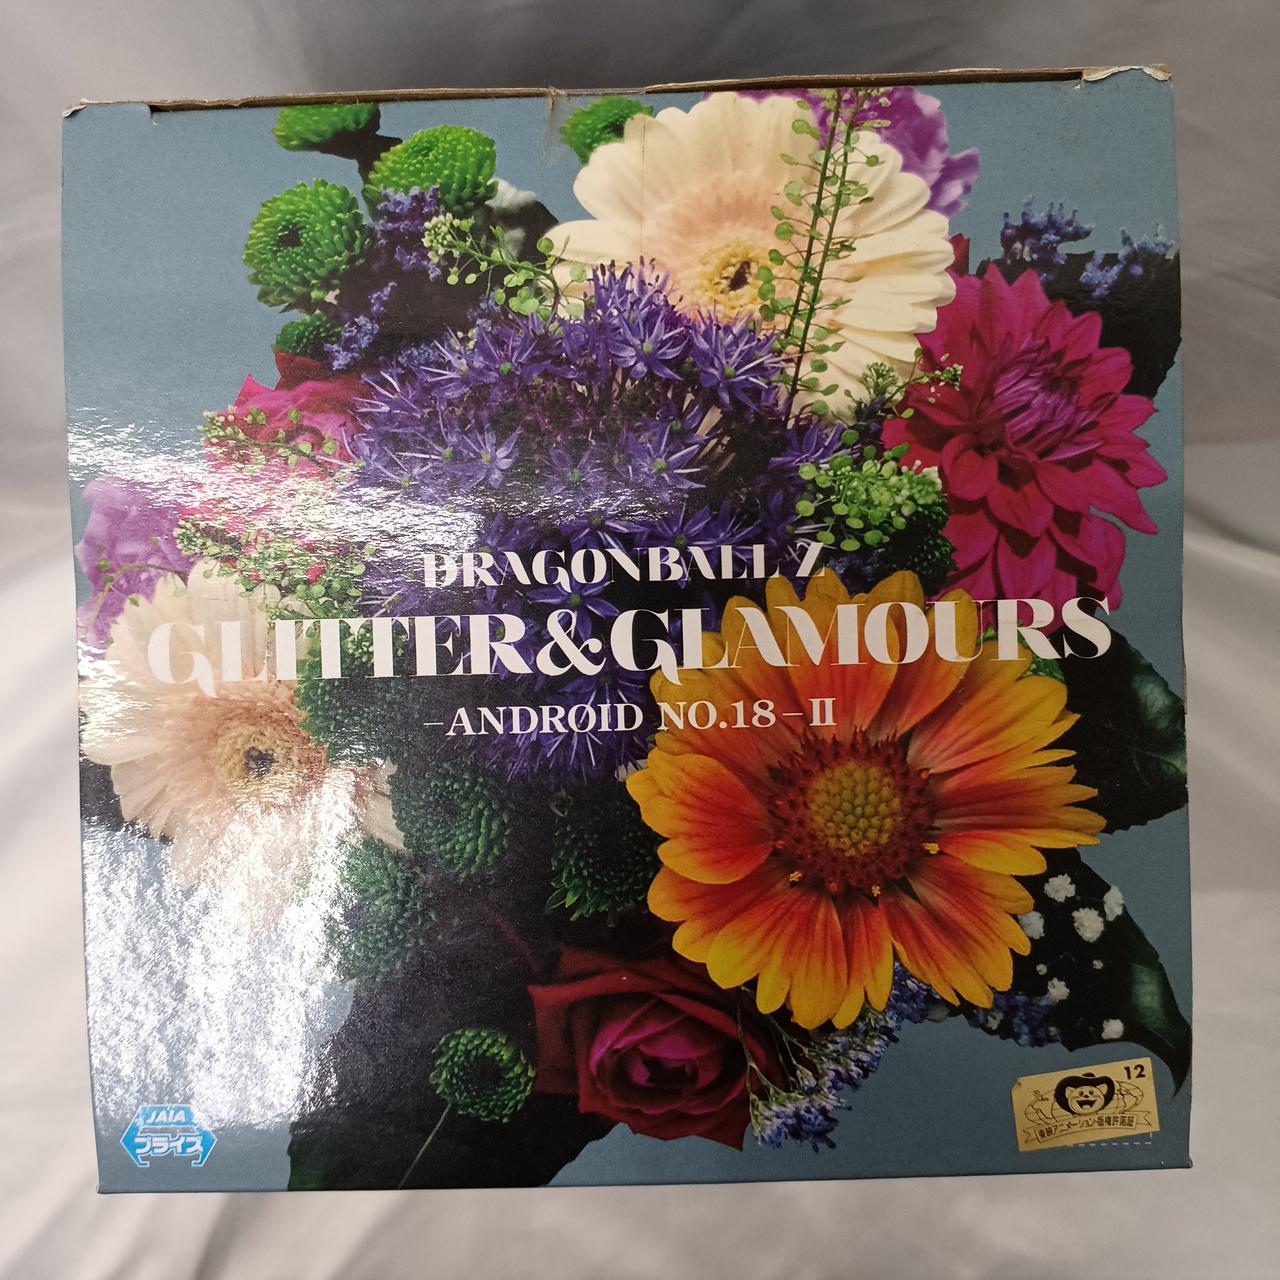 DRAGONBALL Z
GLITTER&GLAMOURS
–ANDROID NO.18–II
JAIA
プライズ
12
東映アニメーション・版権許諾証